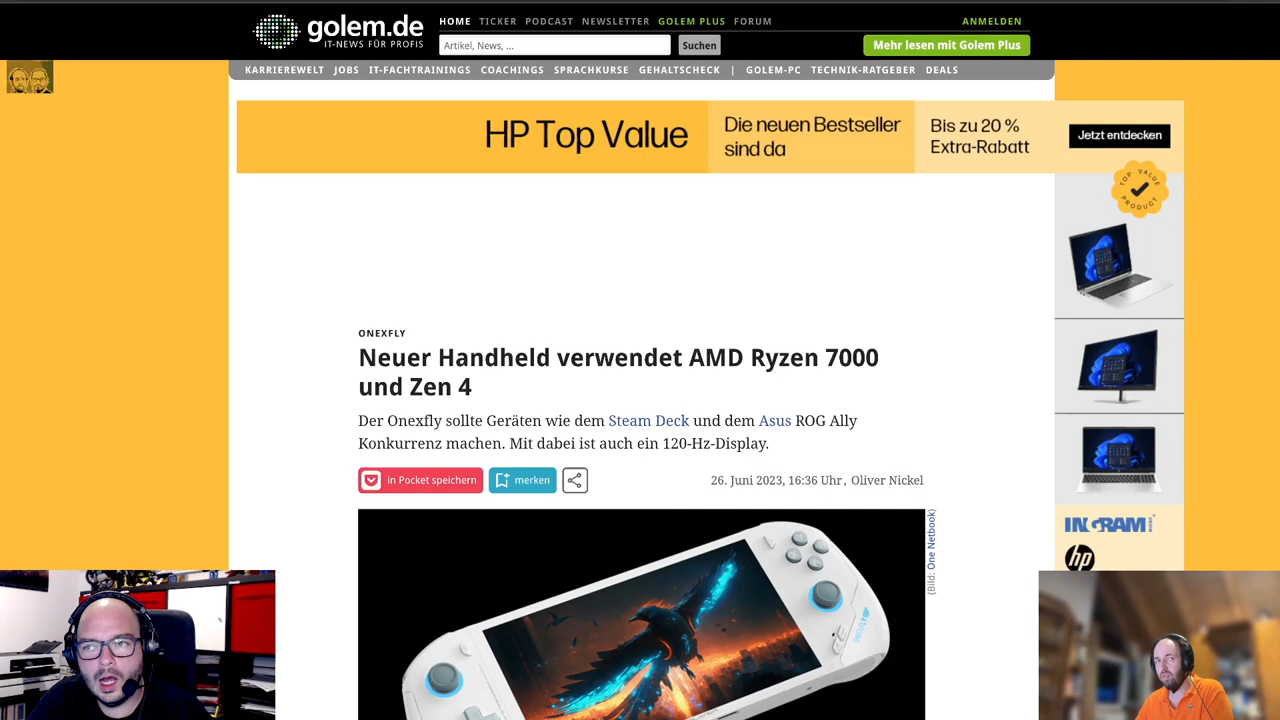 golem.de
IT-NEWS FÜR PROFIS
HOME TICKER PODCAST NEWSLETTER GOLEM PLUS FORUM
ANMELDEN
Artikel, News, ...
Suchen
Mehr lesen mit Golem Plus
KARRIEREWELT JOBS IT-FACHTRAININGS COACHINGS SPRACHKURSE GEHALTSCHECK | GOLEM-PC TECHNIK-RATGEBER DEALS
HP Top Value
Die neuen Bestseller
sind da
Bis zu 20 %
Extra-Rabatt
Jetzt entdecken
TOP VALUE
PRODUCT
ONEXFLY
Neuer Handheld verwendet AMD Ryzen 7000
und Zen 4
Der Onexfly sollte Geräten wie dem Steam Deck und dem Asus ROG Ally
Konkurrenz machen. Mit dabei ist auch ein 120-Hz-Display.
in Pocket speichern
merken
26. Juni 2023, 16:36 Uhr, Oliver Nickel
(Bild: One Netbook)
INGRAM
hp
ONEXFLY